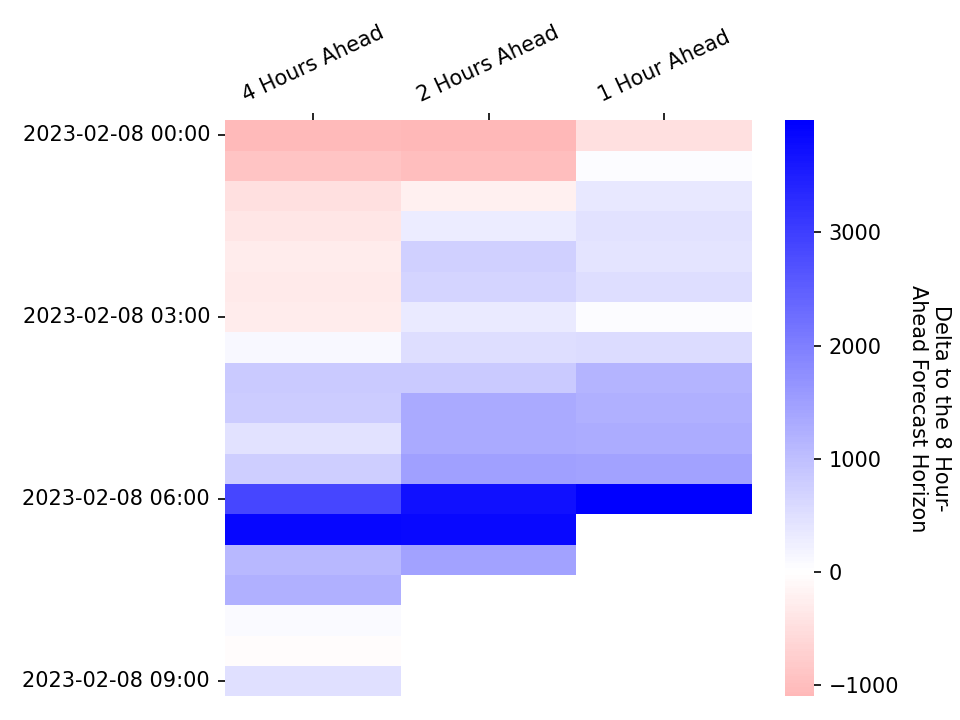 4 Hours Ahead
2 Hours Ahead
1 Hour Ahead
2023-02-08 00:00
2023-02-08 03:00
2023-02-08 06:00
2023-02-08 09:00
3000
2000
1000
0
−1000
Delta to the 8 Hour-
Ahead Forecast Horizon